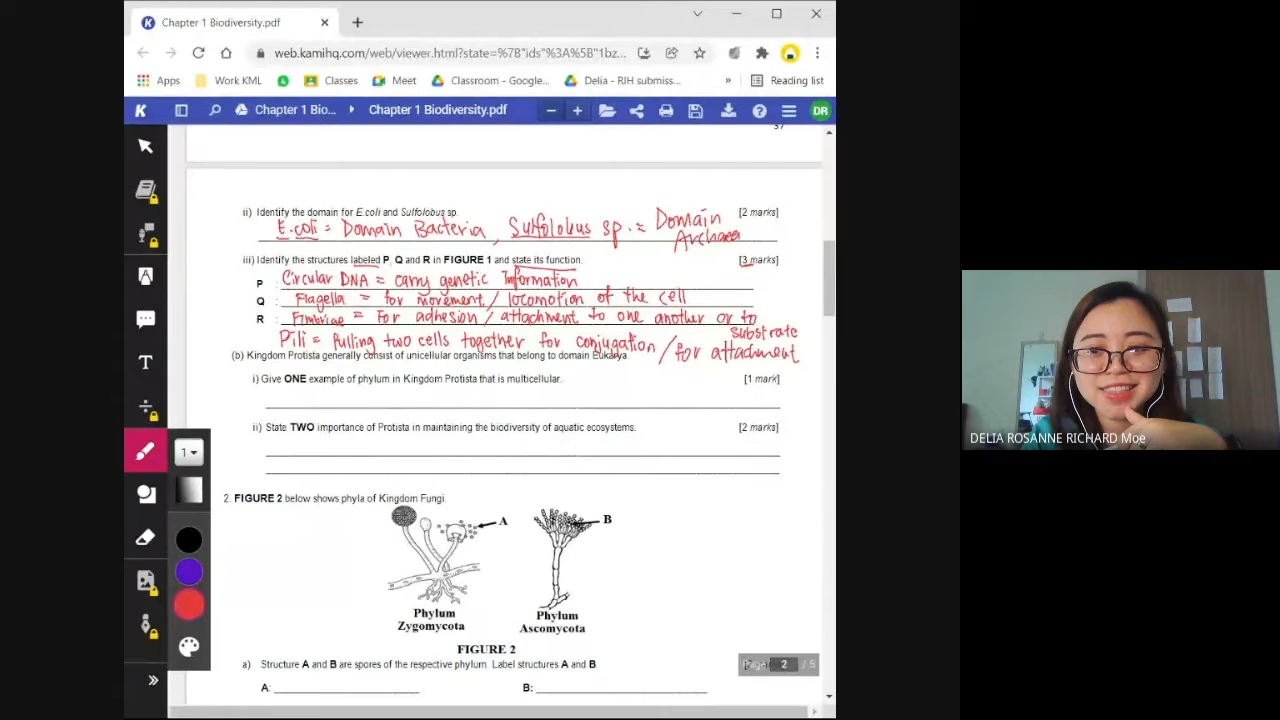 Chapter 1 Biodiversity.pdf
web.kamihq.com/web/viewer.html?state=%7B"ids"%3A%5B"1bz...
Apps Work KML Classes Meet Classroom - Google... Delia - RIH submiss... » Reading list
K Chapter 1 Bio... Chapter 1 Biodiversity.pdf DR
37
ii) Identify the domain for E.coli and Sulfolobus sp. [2 marks]
E.coli = Domain Bacteria, Sulfolobus sp. = Domain
Archaea
iii) Identify the structures labeled P, Q and R in FIGURE 1 and state its function. [3 marks]
P : Circular DNA = carry genetic Information
Q : Flagella = for movement / locomotion of the cell
R : Fimbriae = for adhesion / attachment to one another or to
substrate
Pili = pulling two cells together for conjugation / for attachment
(b) Kingdom Protista generally consist of unicellular organisms that belong to domain Eukarya.
i) Give ONE example of phylum in Kingdom Protista that is multicellular. [1 mark]
ii) State TWO importance of Protista in maintaining the biodiversity of aquatic ecosystems. [2 marks]
1
2. FIGURE 2 below shows phyla of Kingdom Fungi.
A
B
Phylum
Zygomycota
Phylum
Ascomycota
FIGURE 2
a) Structure A and B are spores of the respective phylum. Label structures A and B.
Page 2 / 5
A: B:
DELIA ROSANNE RICHARD Moe